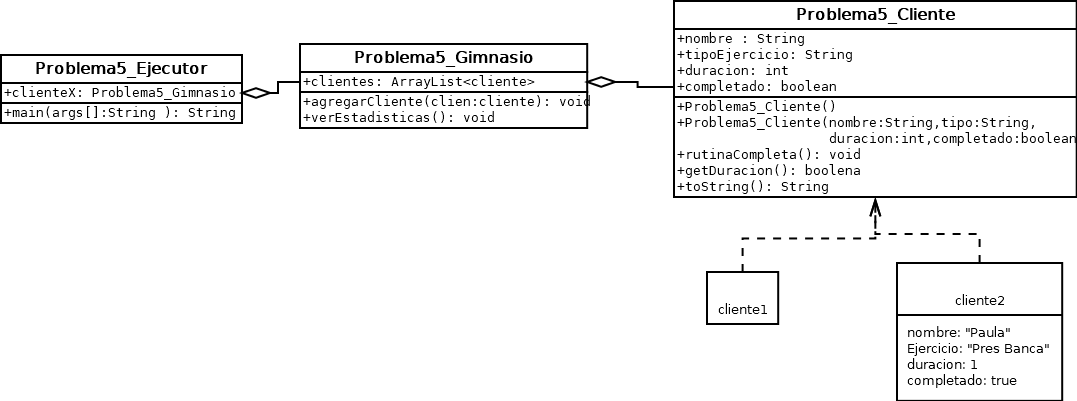 Problema5_Ejecutor
+clienteX: Problema5_Gimnasio
+main(args[]:String ): String
Problema5_Gimnasio
+clientes: ArrayList<cliente>
+agregarCliente(clien:cliente): void
+verEstadisticas(): void
Problema5_Cliente
+nombre : String
+tipoEjercicio: String
+duracion: int
+completado: boolean
+Problema5_Cliente()
+Problema5_Cliente(nombre:String,tipo:String,
duracion:int,completado:boolean
+rutinaCompleta(): void
+getDuracion(): boolena
+toString(): String
cliente1
cliente2
nombre: "Paula"
Ejercicio: "Pres Banca"
duracion: 1
completado: true